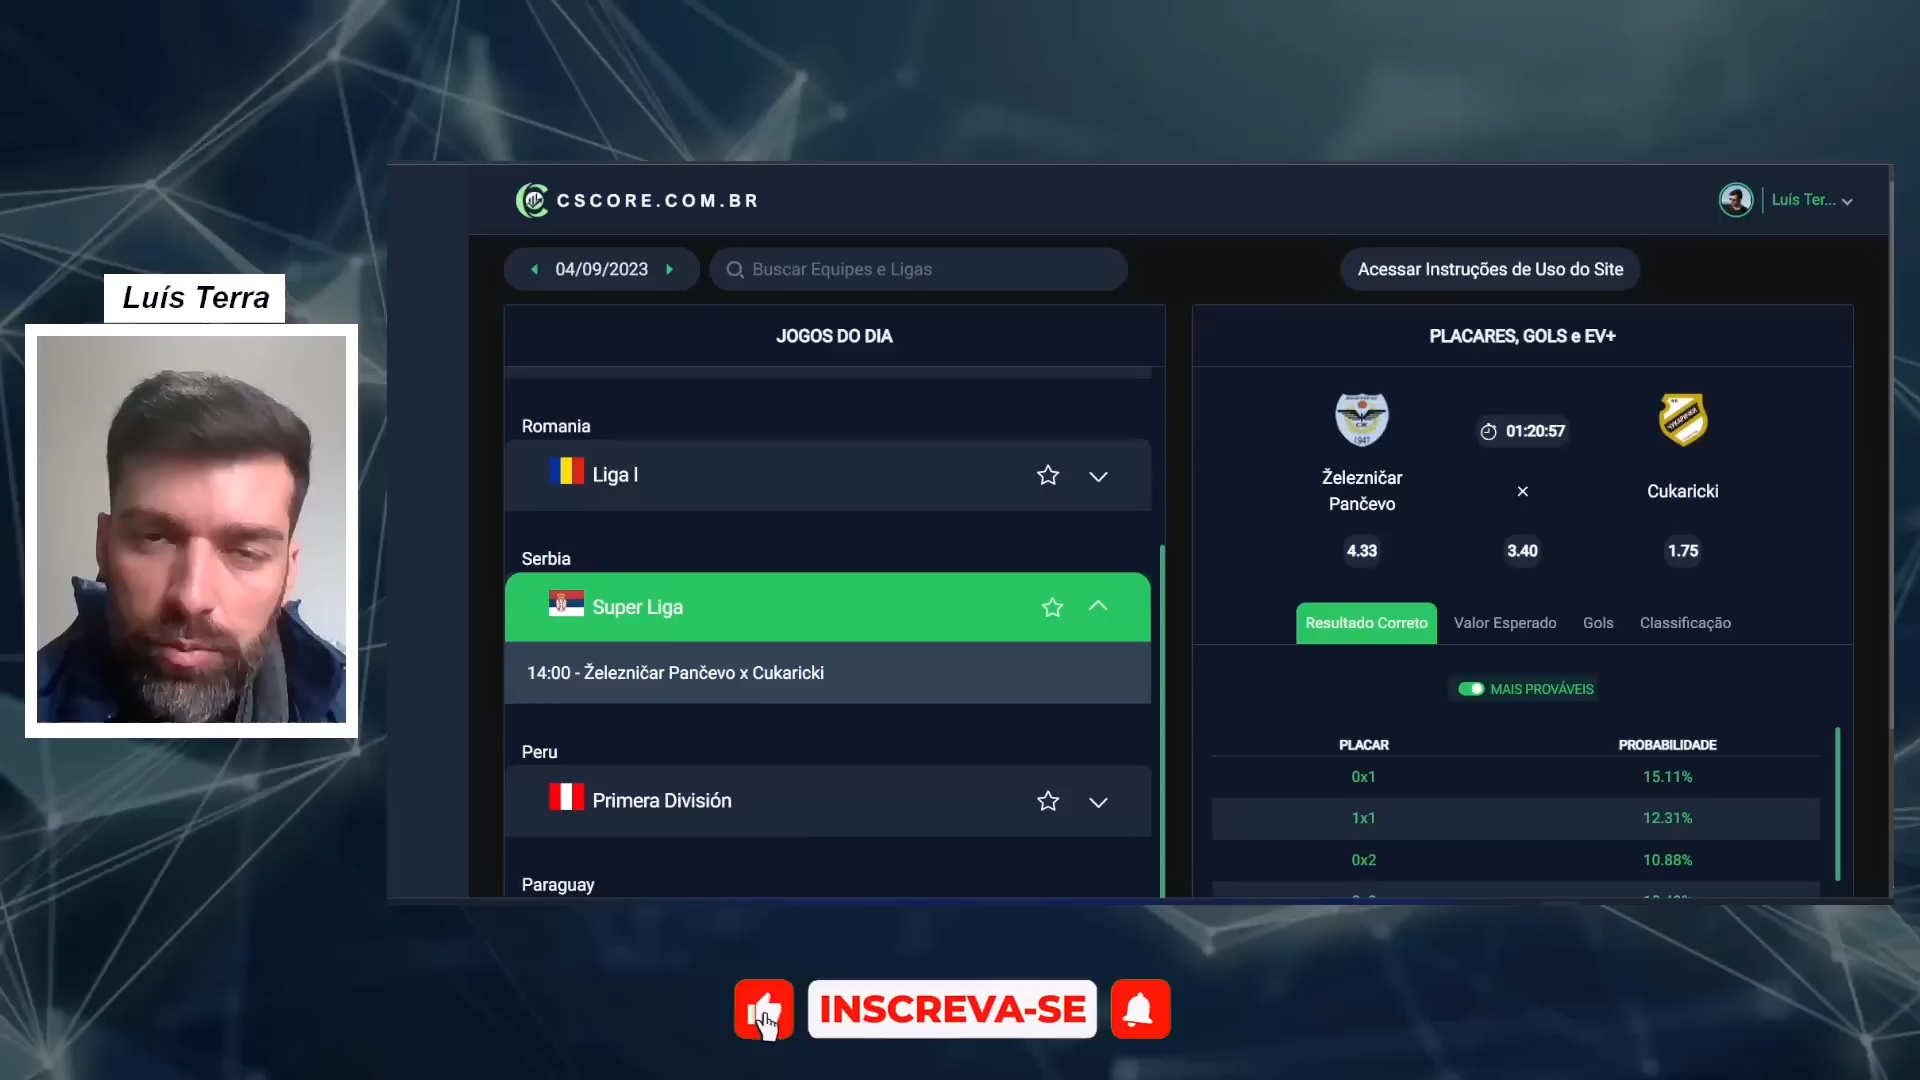 Luís Terra
CSCORE.COM.BR
Luís Ter...
04/09/2023
Buscar Equipes e Ligas
Acessar Instruções de Uso do Site
JOGOS DO DIA
Romania
Liga I
Serbia
Super Liga
14:00 - Železničar Pančevo x Cukaricki
Peru
Primera División
Paraguay
PLACARES, GOLS e EV+
01:20:57
Železničar
Pančevo
×
Cukaricki
4.33
3.40
1.75
Resultado Correto
Valor Esperado
Gols
Classificação
MAIS PROVÁVEIS
PLACAR
PROBABILIDADE
0x1
15.11%
1x1
12.31%
0x2
10.88%
INSCREVA-SE